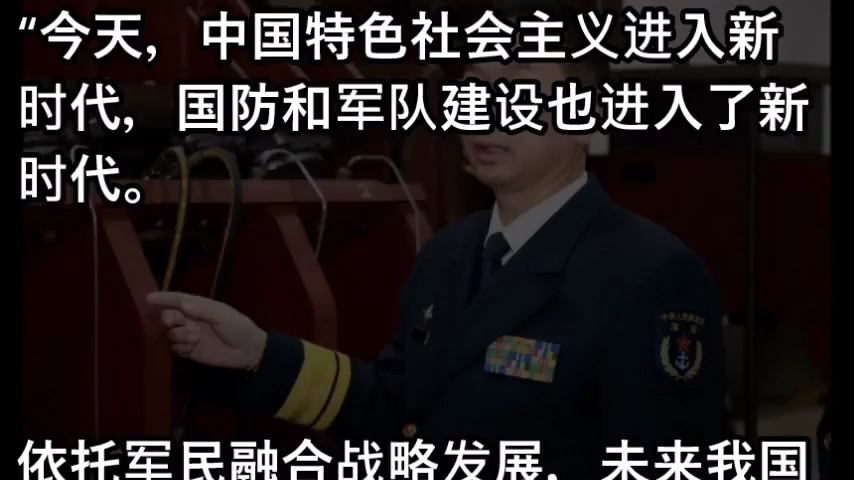 “今天，中国特色社会主义进入新
时代，国防和军队建设也进入了新
时代。
依托军民融合战略发展，未来我国